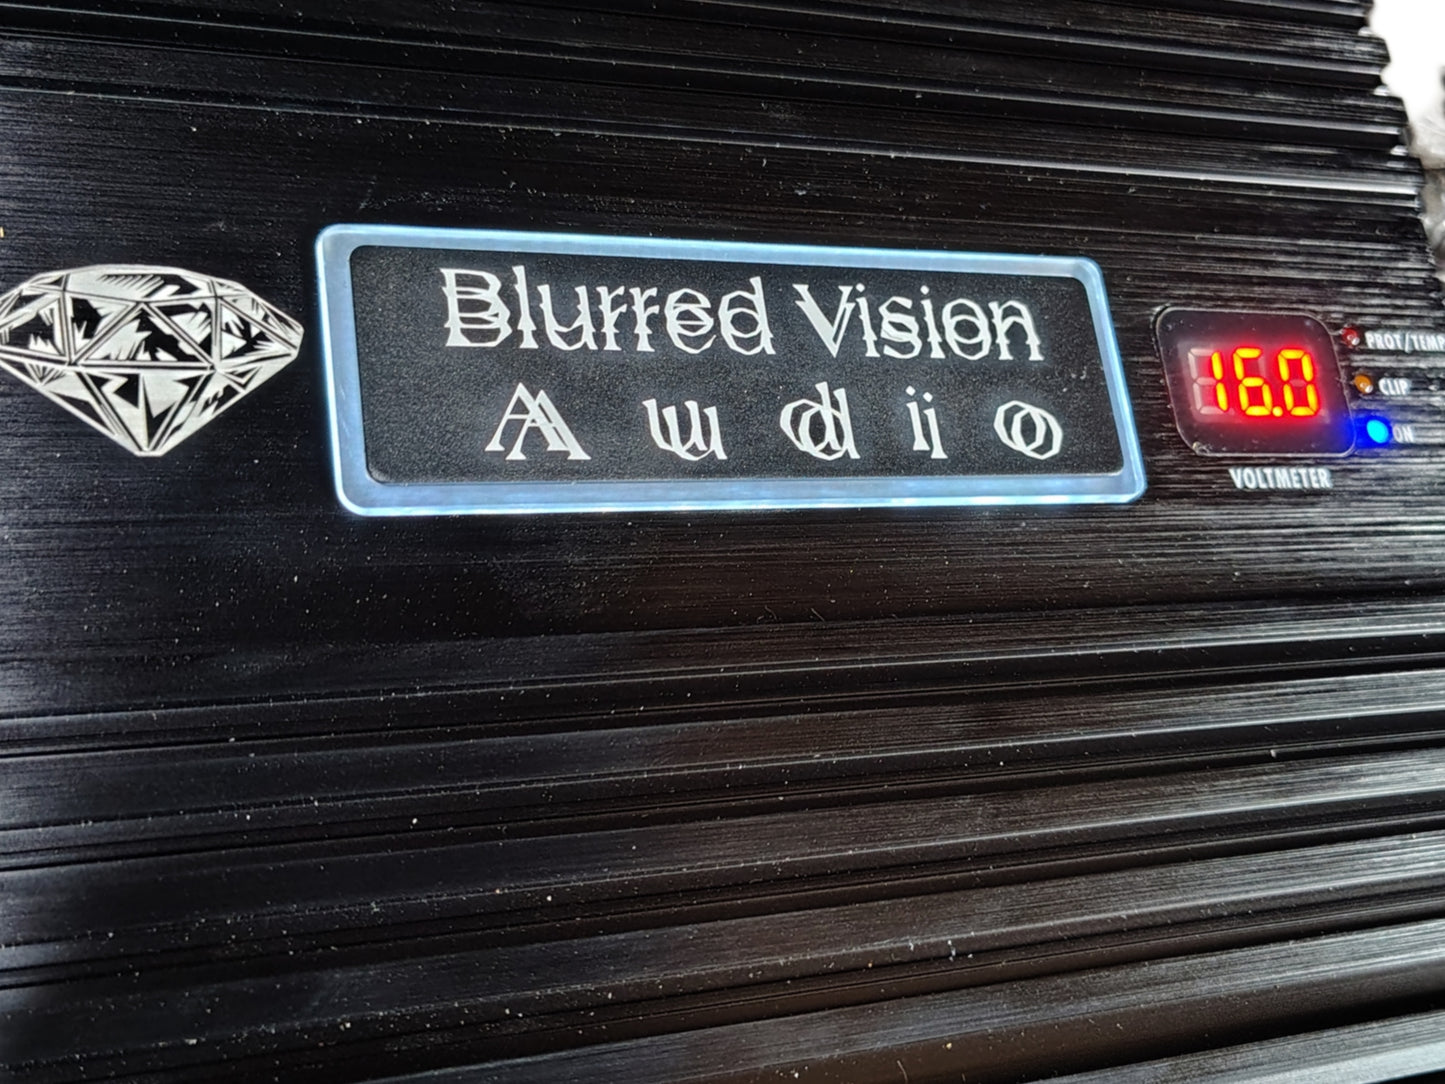 Blurred Vision
Audio
16.0
PROT/TEMP
CLIP
ON
VOLTMETER